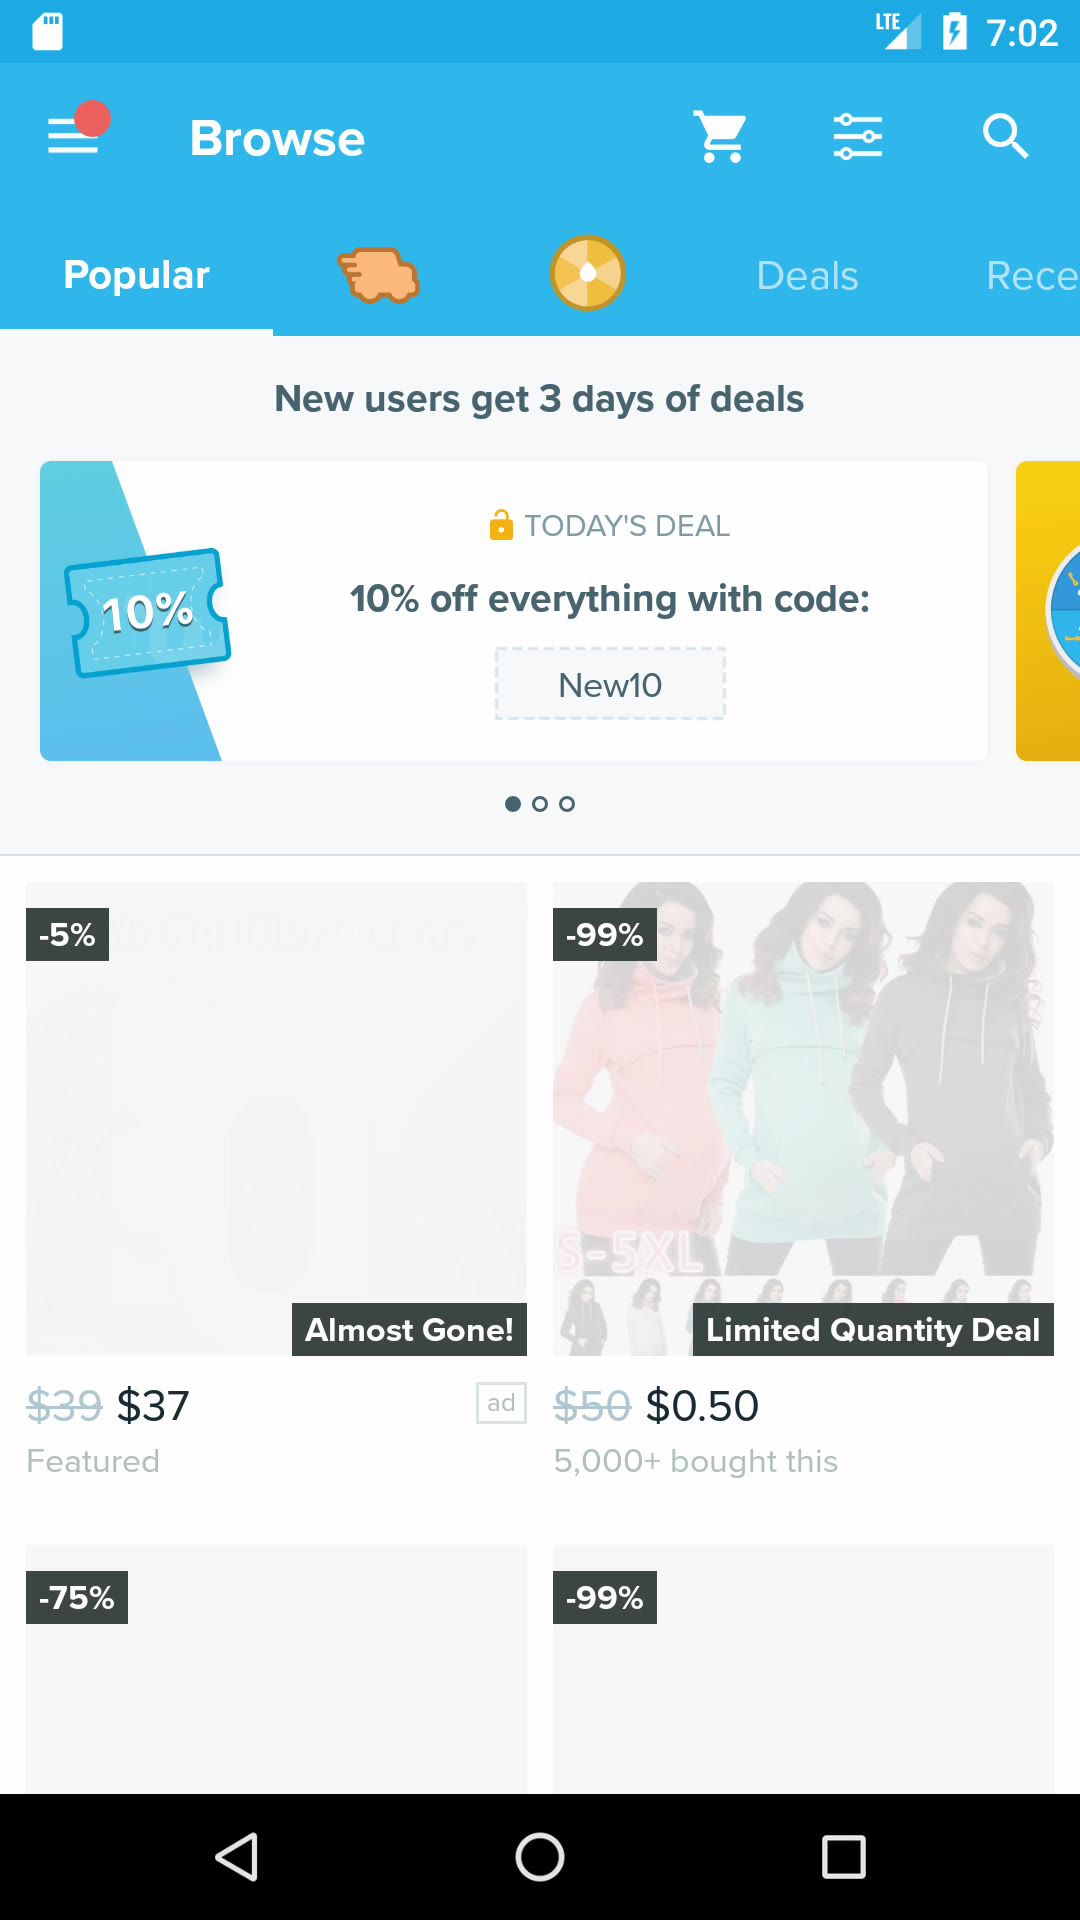 LTE 7:02
Browse
Popular Deals Rece
New users get 3 days of deals
TODAY'S DEAL
10% off everything with code:
10%
New10
-5% -99%
S-5XL
Almost Gone! Limited Quantity Deal
$39 $37 ad $50 $0.50
Featured 5,000+ bought this
-75% -99%